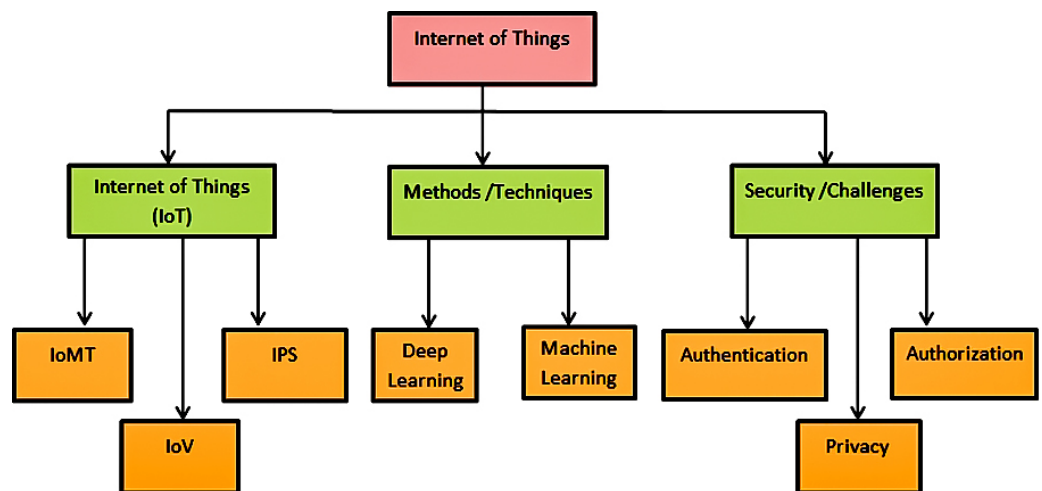 Internet of Things
Internet of Things
(IoT)
Methods /Techniques
Security /Challenges
IoMT
IoV
IPS
Deep
Learning
Machine
Learning
Authentication
Privacy
Authorization